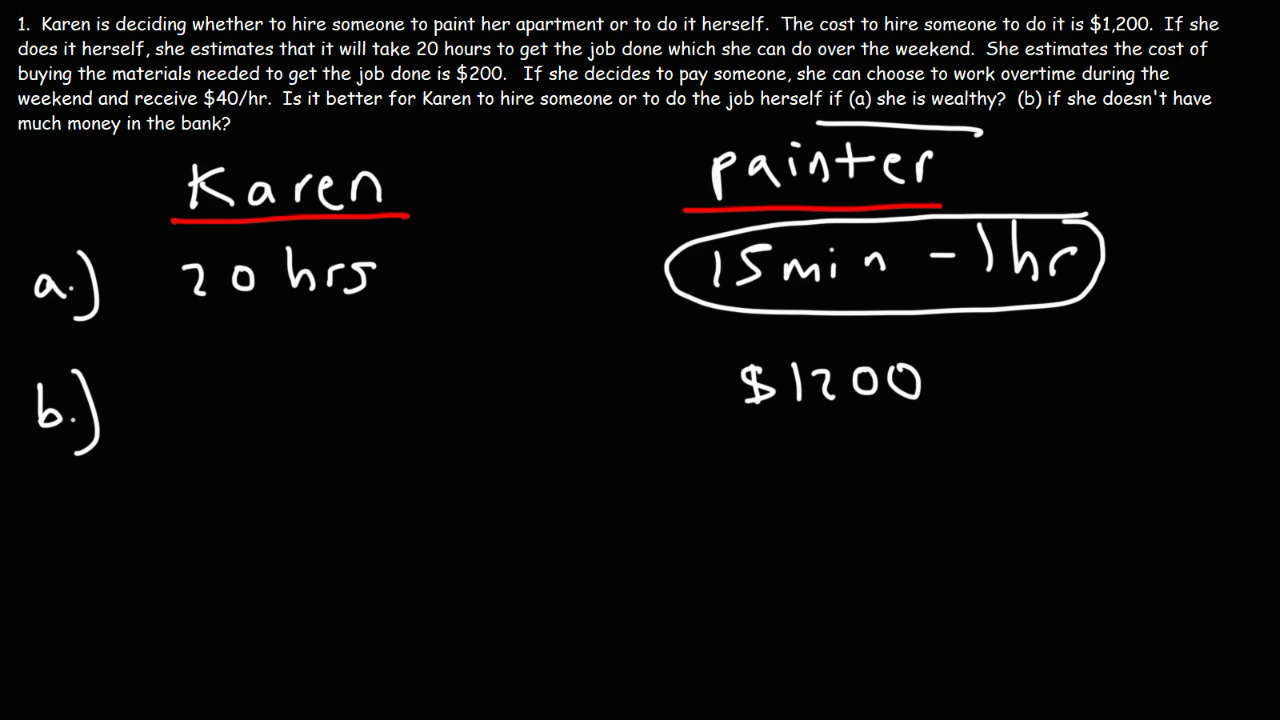 1. Karen is deciding whether to hire someone to paint her apartment or to do it herself. The cost to hire someone to do it is $1,200. If she
does it herself, she estimates that it will take 20 hours to get the job done which she can do over the weekend. She estimates the cost of
buying the materials needed to get the job done is $200. If she decides to pay someone, she can choose to work overtime during the
weekend and receive $40/hr. Is it better for Karen to hire someone or to do the job herself if (a) she is wealthy? (b) if she doesn't have
much money in the bank?
Karen painter
a.) 20 hrs 15min - 1hr
b.) $1200